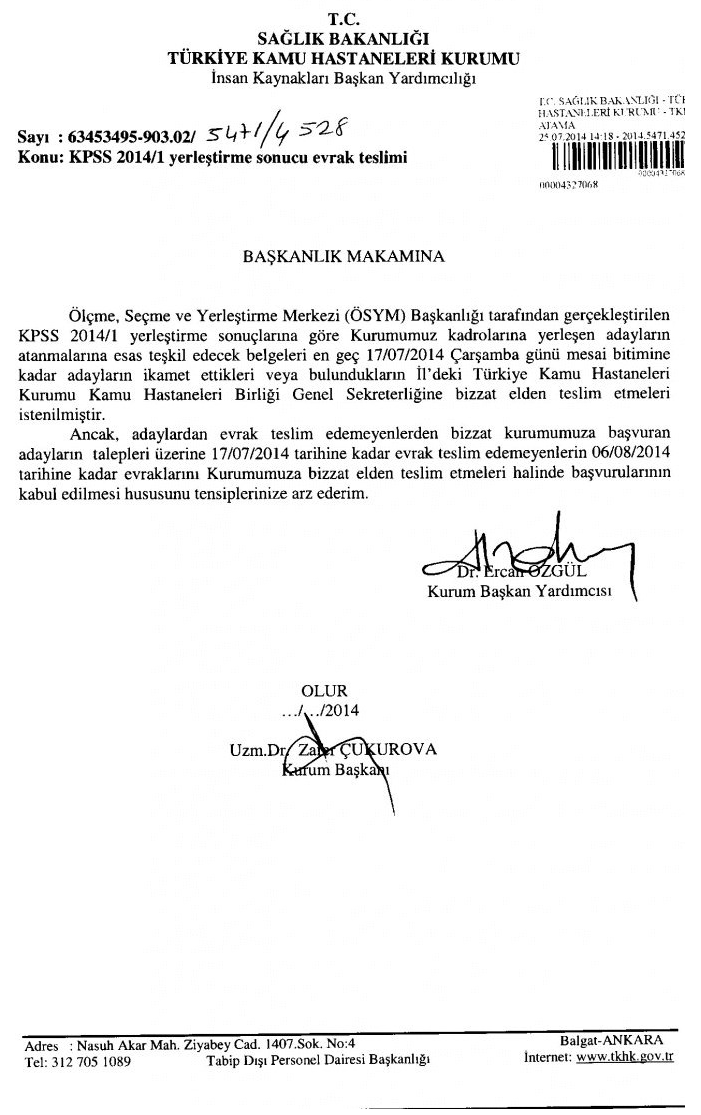 T.C.
SAĞLIK BAKANLIĞI
TÜRKİYE KAMU HASTANELERİ KURUMU
İnsan Kaynakları Başkan Yardımcılığı
T.C. SAĞLIK BAKANLIĞI - TÜ
HASTANELERİ KURUMU - TK
ATAMA
25.07.2014 14:18 - 2014.5471.452
00004327068
00004327068
Sayı : 63453495-903.02/ 5471/4 528
Konu: KPSS 2014/1 yerleştirme sonucu evrak teslimi
BAŞKANLIK MAKAMINA
Ölçme, Seçme ve Yerleştirme Merkezi (ÖSYM) Başkanlığı tarafından gerçekleştirilen
KPSS 2014/1 yerleştirme sonuçlarına göre Kurumumuz kadrolarına yerleşen adayların
atanmalarına esas teşkil edecek belgeleri en geç 17/07/2014 Çarşamba günü mesai bitimine
kadar adayların ikamet ettikleri veya bulundukların İl'deki Türkiye Kamu Hastaneleri
Kurumu Kamu Hastaneleri Birliği Genel Sekreterliğine bizzat elden teslim etmeleri
istenilmiştir.
Ancak, adaylardan evrak teslim edemeyenlerden bizzat kurumumuza başvuran
adayların talepleri üzerine 17/07/2014 tarihine kadar evrak teslim edemeyenlerin 06/08/2014
tarihine kadar evraklarını Kurumumuza bizzat elden teslim etmeleri halinde başvurularının
kabul edilmesi hususunu tensiplerinize arz ederim.
Dr. Ercan ÖZGÜL
Kurum Başkan Yardımcısı
OLUR
.../.../2014
Uzm.Dr. Zafer ÇUKUROVA
Kurum Başkanı
Adres : Nasuh Akar Mah. Ziyabey Cad. 1407.Sok. No:4 Balgat-ANKARA
Tel: 312 705 1089 Tabip Dışı Personel Dairesi Başkanlığı İnternet: www.tkhk.gov.tr